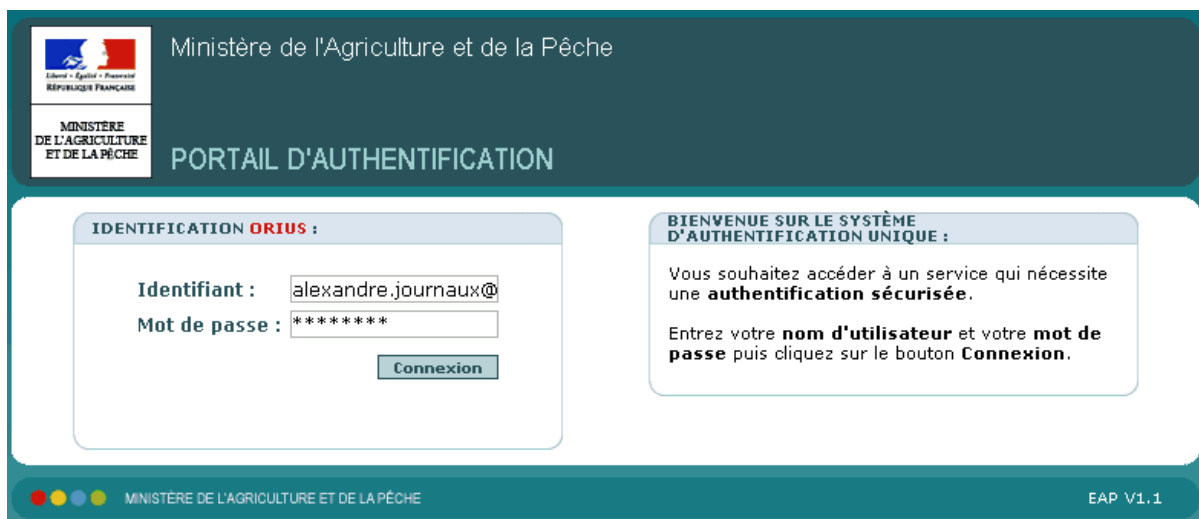 Ministère de l'Agriculture et de la Pêche
Liberté • Égalité • Fraternité
RÉPUBLIQUE FRANÇAISE
MINISTÈRE
DE L'AGRICULTURE
ET DE LA PÊCHE
PORTAIL D'AUTHENTIFICATION
IDENTIFICATION ORIUS :
Identifiant :
alexandre.journaux@
Mot de passe :
********
Connexion
BIENVENUE SUR LE SYSTÈME
D'AUTHENTIFICATION UNIQUE :
Vous souhaitez accéder à un service qui nécessite
une authentification sécurisée.
Entrez votre nom d'utilisateur et votre mot de
passe puis cliquez sur le bouton Connexion.
MINISTÈRE DE L'AGRICULTURE ET DE LA PÊCHE
EAP V1.1